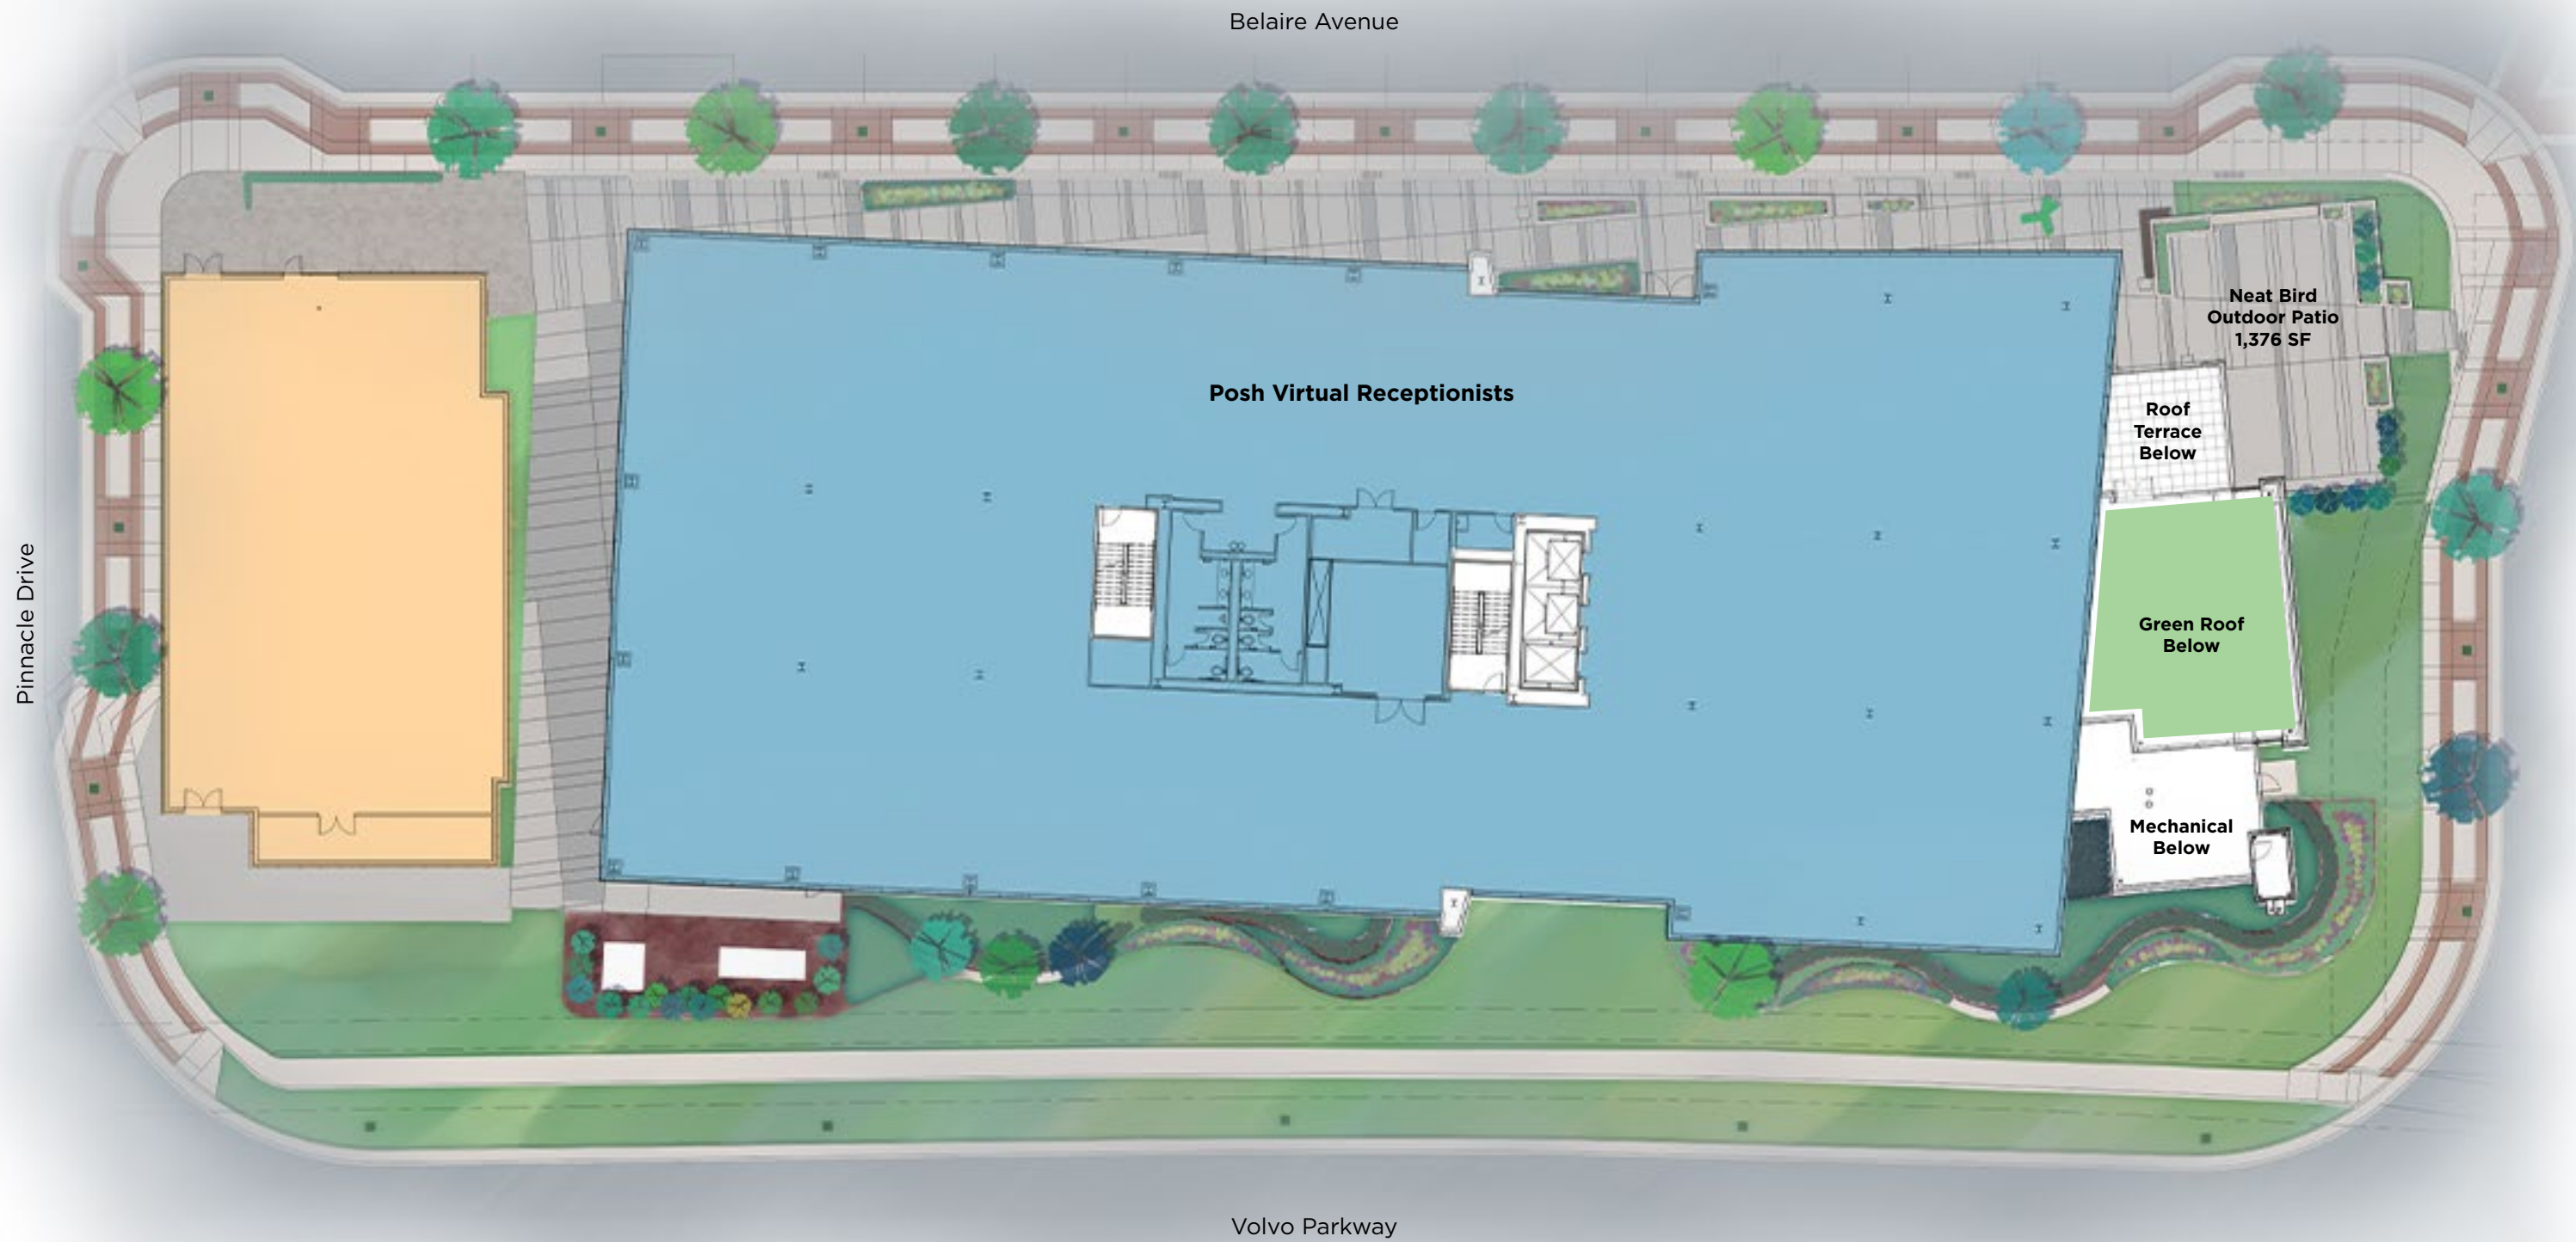 Belaire Avenue
Neat Bird
Outdoor Patio
1,376 SF
Posh Virtual Receptionists
Roof
Terrace
Below
Pinnacle Drive
Green Roof
Below
Mechanical
Below
Volvo Parkway